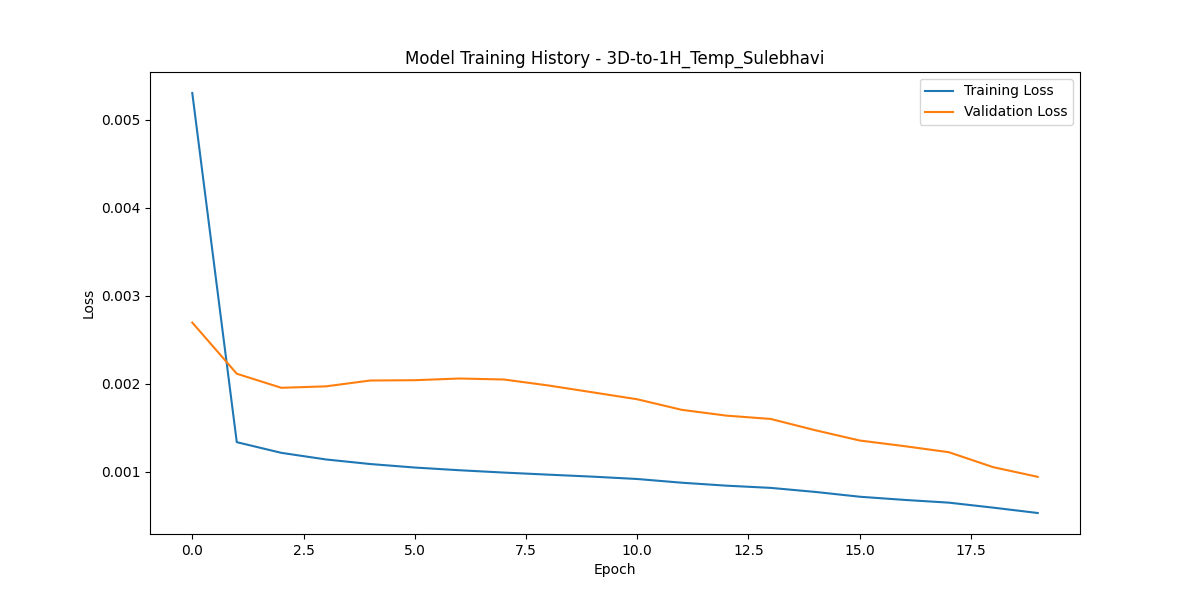 Model Training History - 3D-to-1H_Temp_Sulebhavi
Training Loss
Validation Loss
0.005
0.004
0.003
0.002
0.001
Loss
0.0 2.5 5.0 7.5 10.0 12.5 15.0 17.5
Epoch